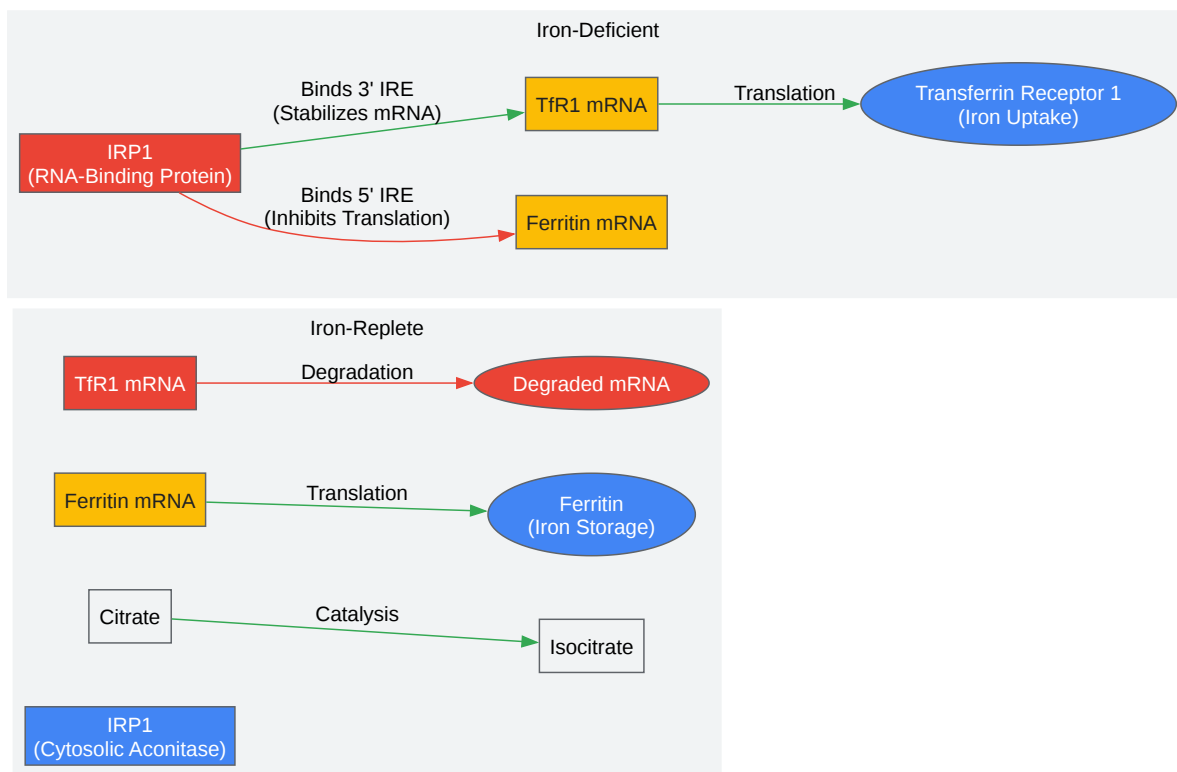 Iron-Deficient
Binds 3' IRE
(Stabilizes mRNA)
TfR1 mRNA
Translation
Transferrin Receptor 1
(Iron Uptake)
IRP1
(RNA-Binding Protein)
Binds 5' IRE
(Inhibits Translation)
Ferritin mRNA
Iron-Replete
TfR1 mRNA
Degradation
Degraded mRNA
Ferritin mRNA
Translation
Ferritin
(Iron Storage)
Citrate
Catalysis
Isocitrate
IRP1
(Cytosolic Aconitase)